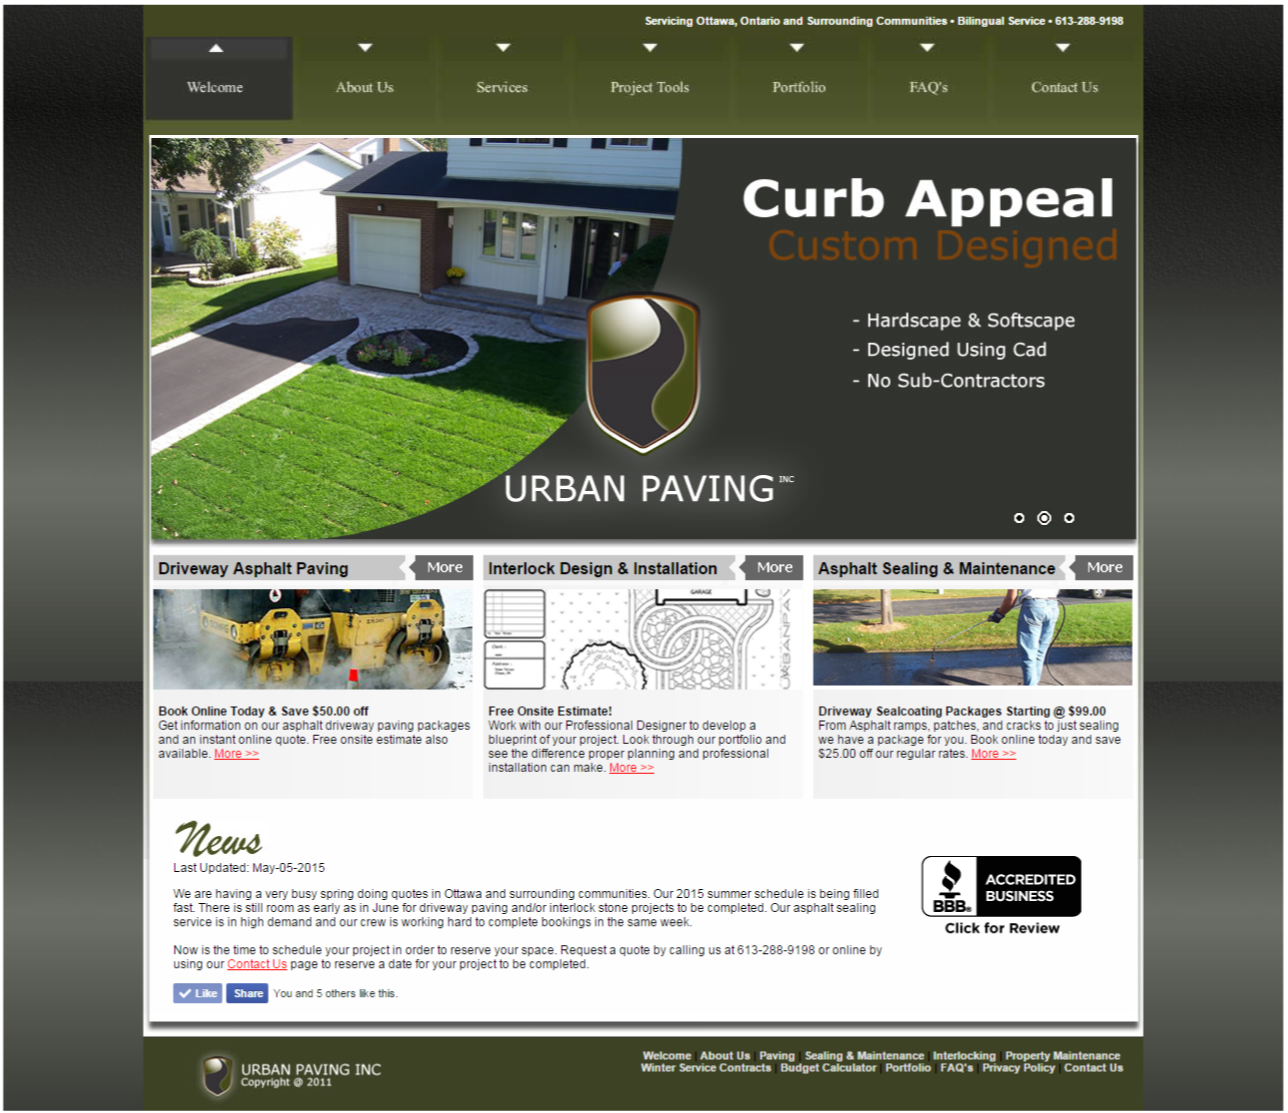 Servicing Ottawa, Ontario and Surrounding Communities • Bilingual Service • 613-288-9198
Welcome
About Us
Services
Project Tools
Portfolio
FAQ's
Contact Us
Curb Appeal
Custom Designed
- Hardscape & Softscape
- Designed Using Cad
- No Sub-Contractors
URBAN PAVING INC
Driveway Asphalt Paving
More
Interlock Design & Installation
More
Asphalt Sealing & Maintenance
More
GARAGE
Client :
Address :
Book Online Today & Save $50.00 off
Get information on our asphalt driveway paving packages
and an instant online quote. Free onsite estimate also
available. More >>
Free Onsite Estimate!
Work with our Professional Designer to develop a
blueprint of your project. Look through our portfolio and
see the difference proper planning and professional
installation can make. More >>
Driveway Sealcoating Packages Starting @ $99.00
From Asphalt ramps, patches, and cracks to just sealing
we have a package for you. Book online today and save
$25.00 off our regular rates. More >>
News
Last Updated: May-05-2015
We are having a very busy spring doing quotes in Ottawa and surrounding communities. Our 2015 summer schedule is being filled
fast. There is still room as early as in June for driveway paving and/or interlock stone projects to be completed. Our asphalt sealing
service is in high demand and our crew is working hard to complete bookings in the same week.
Now is the time to schedule your project in order to reserve your space. Request a quote by calling us at 613-288-9198 or online by
using our Contact Us page to reserve a date for your project to be completed.
Like Share You and 5 others like this.
BBB.
ACCREDITED
BUSINESS
Click for Review
URBAN PAVING INC
Copyright @ 2011
Welcome | About Us | Paving | Sealing & Maintenance | Interlocking | Property Maintenance
Winter Service Contracts | Budget Calculator | Portfolio | FAQ's | Privacy Policy | Contact Us